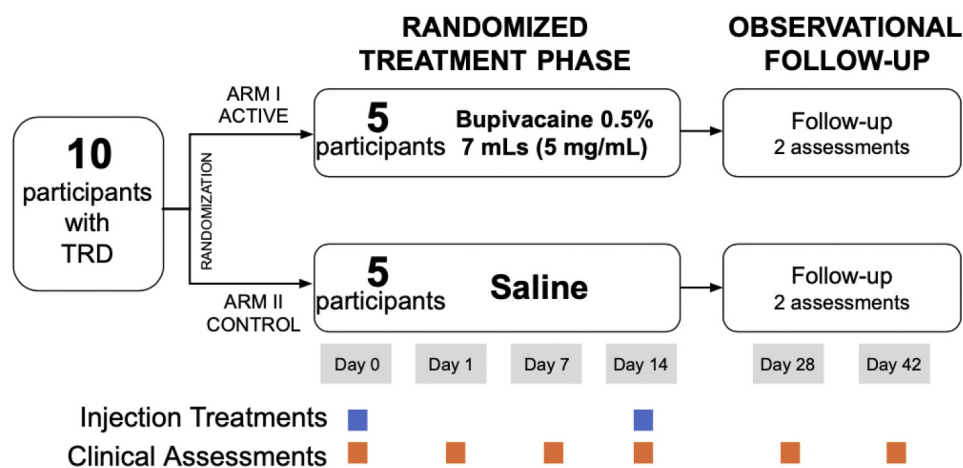 RANDOMIZED
TREATMENT PHASE
OBSERVATIONAL
FOLLOW-UP
10
participants
with
TRD
RANDOMIZATION
ARM I
ACTIVE
5
participants
Bupivacaine 0.5%
7 mLs (5 mg/mL)
Follow-up
2 assessments
ARM II
CONTROL
5
participants
Saline
Follow-up
2 assessments
Day 0
Day 1
Day 7
Day 14
Day 28
Day 42
Injection Treatments
Clinical Assessments